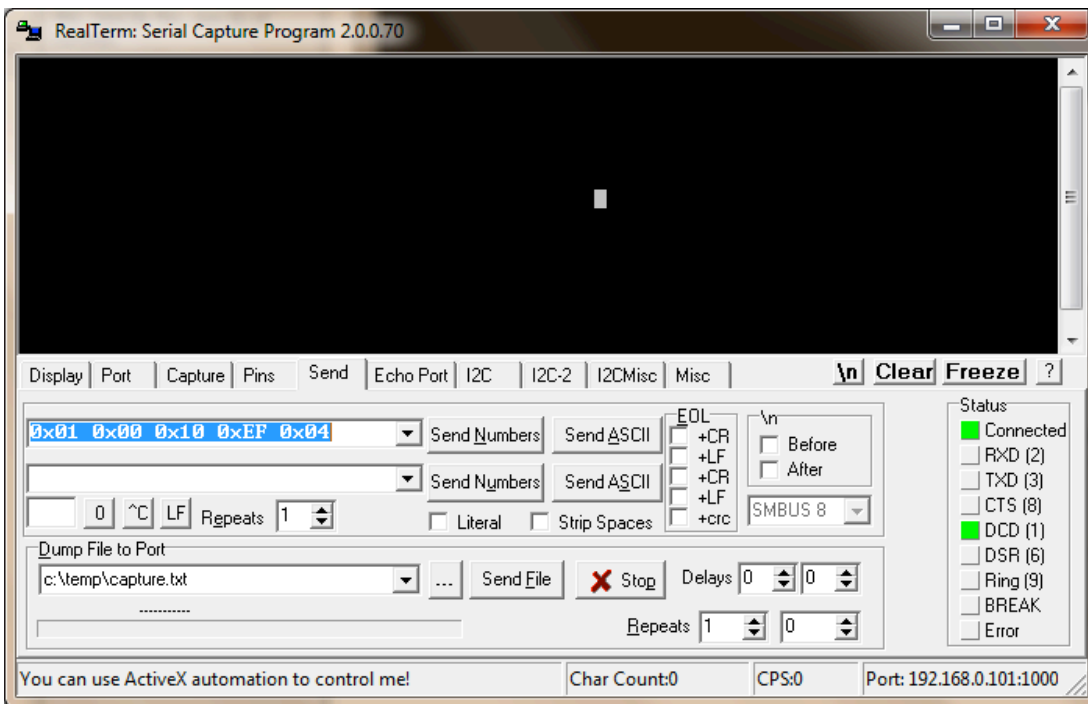 RealTerm: Serial Capture Program 2.0.0.70
Display Port Capture Pins Send Echo Port I2C I2C-2 I2CMisc Misc \n Clear Freeze ?
0x01 0x00 0x10 0xEF 0x04 Send Numbers Send ASCII
Send Numbers Send ASCII
0 ^C LF Repeats 1
Literal Strip Spaces
EOL
+CR
+LF
+CR
+LF
+crc
\n
Before
After
SMBUS 8
Dump File to Port
c:\temp\capture.txt ... Send File Stop Delays 0 0
-----------
Repeats 1 0
Status
Connected
RXD (2)
TXD (3)
CTS (8)
DCD (1)
DSR (6)
Ring (9)
BREAK
Error
You can use ActiveX automation to control me! Char Count:0 CPS:0 Port: 192.168.0.101:1000